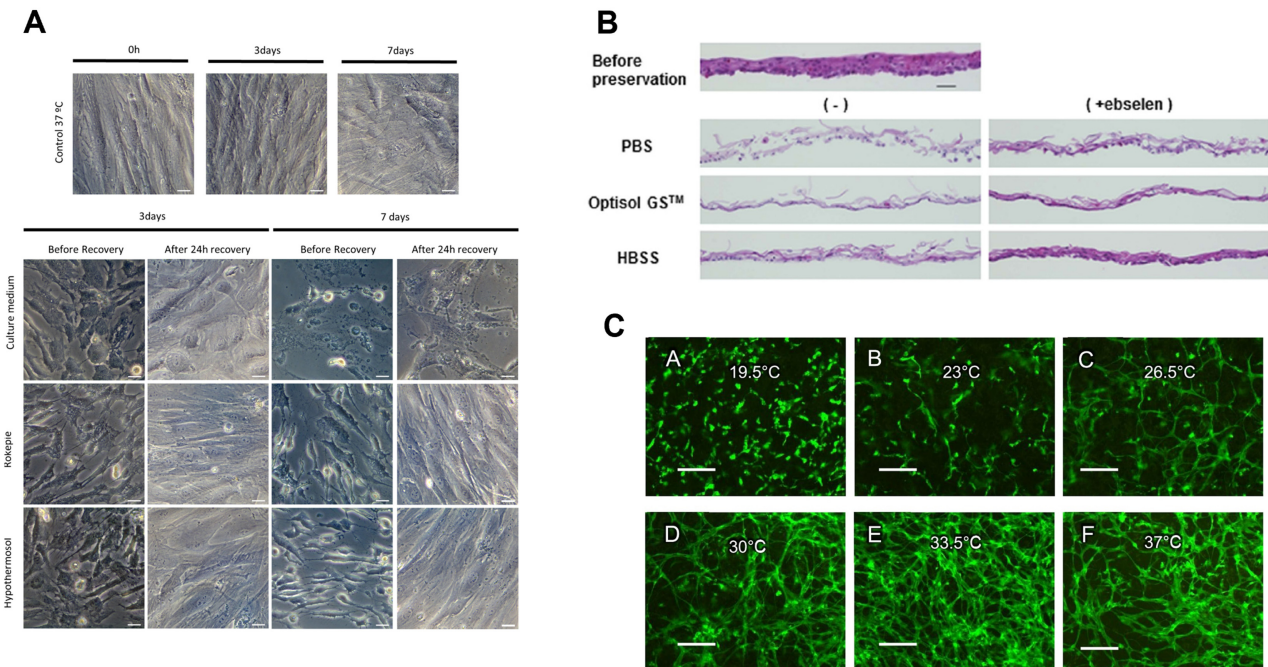 A
0h 3days 7days
Control 37 ºC
3days 7 days
Before Recovery After 24h recovery Before Recovery After 24h recovery
Culture medium
Rokepie
Hypothermosol
B
Before
preservation
( - ) ( +ebselen )
PBS
Optisol GS™
HBSS
C
A 19.5°C
B 23°C
C 26.5°C
D 30°C
E 33.5°C
F 37°C